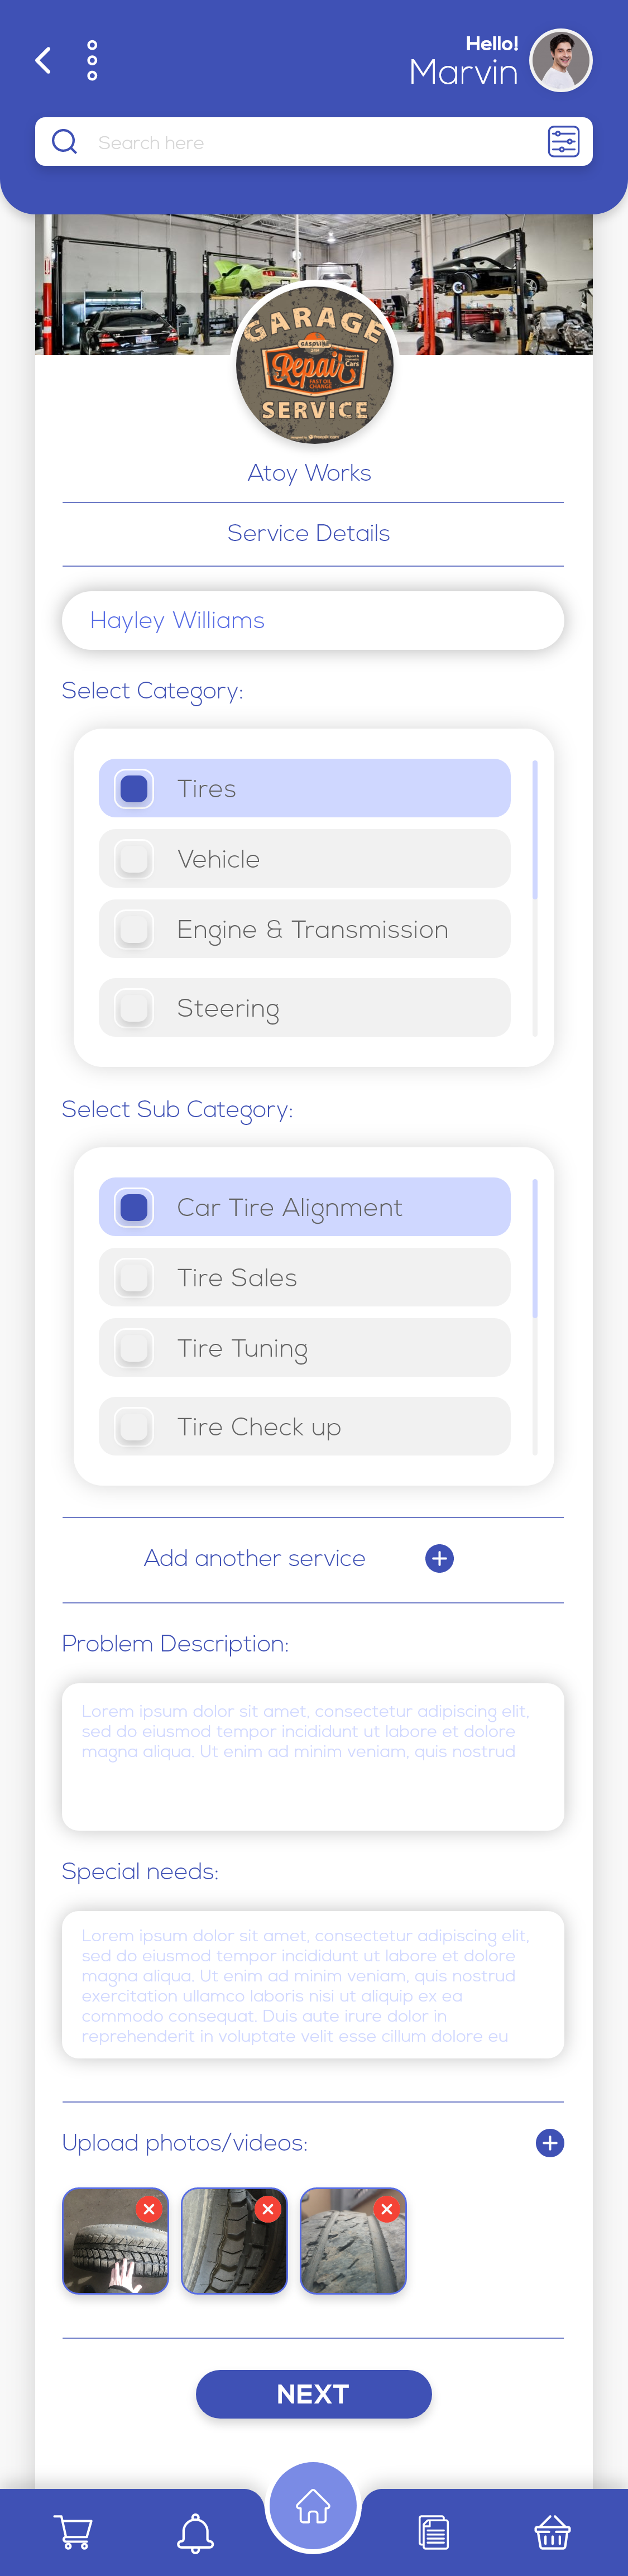 Hello!
Marvin
Search here
GARAGE
GASOLINE
Repair
Cars
FAST OIL
CHANGE
SERVICE
Atoy Works
Service Details
Hayley Williams
Select Category:
Tires
Vehicle
Engine & Transmission
Steering
Select Sub Category:
Car Tire Alignment
Tire Sales
Tire Tuning
Tire Check up
Add another service
Problem Description:
Lorem ipsum dolor sit amet, consectetur adipiscing elit,
sed do eiusmod tempor incididunt ut labore et dolore
magna aliqua. Ut enim ad minim veniam, quis nostrud
Special needs:
Lorem ipsum dolor sit amet, consectetur adipiscing elit,
sed do eiusmod tempor incididunt ut labore et dolore
magna aliqua. Ut enim ad minim veniam, quis nostrud
exercitation ullamco laboris nisi ut aliquip ex ea
commodo consequat. Duis aute irure dolor in
reprehenderit in voluptate velit esse cillum dolore eu
Upload photos/videos:
NEXT